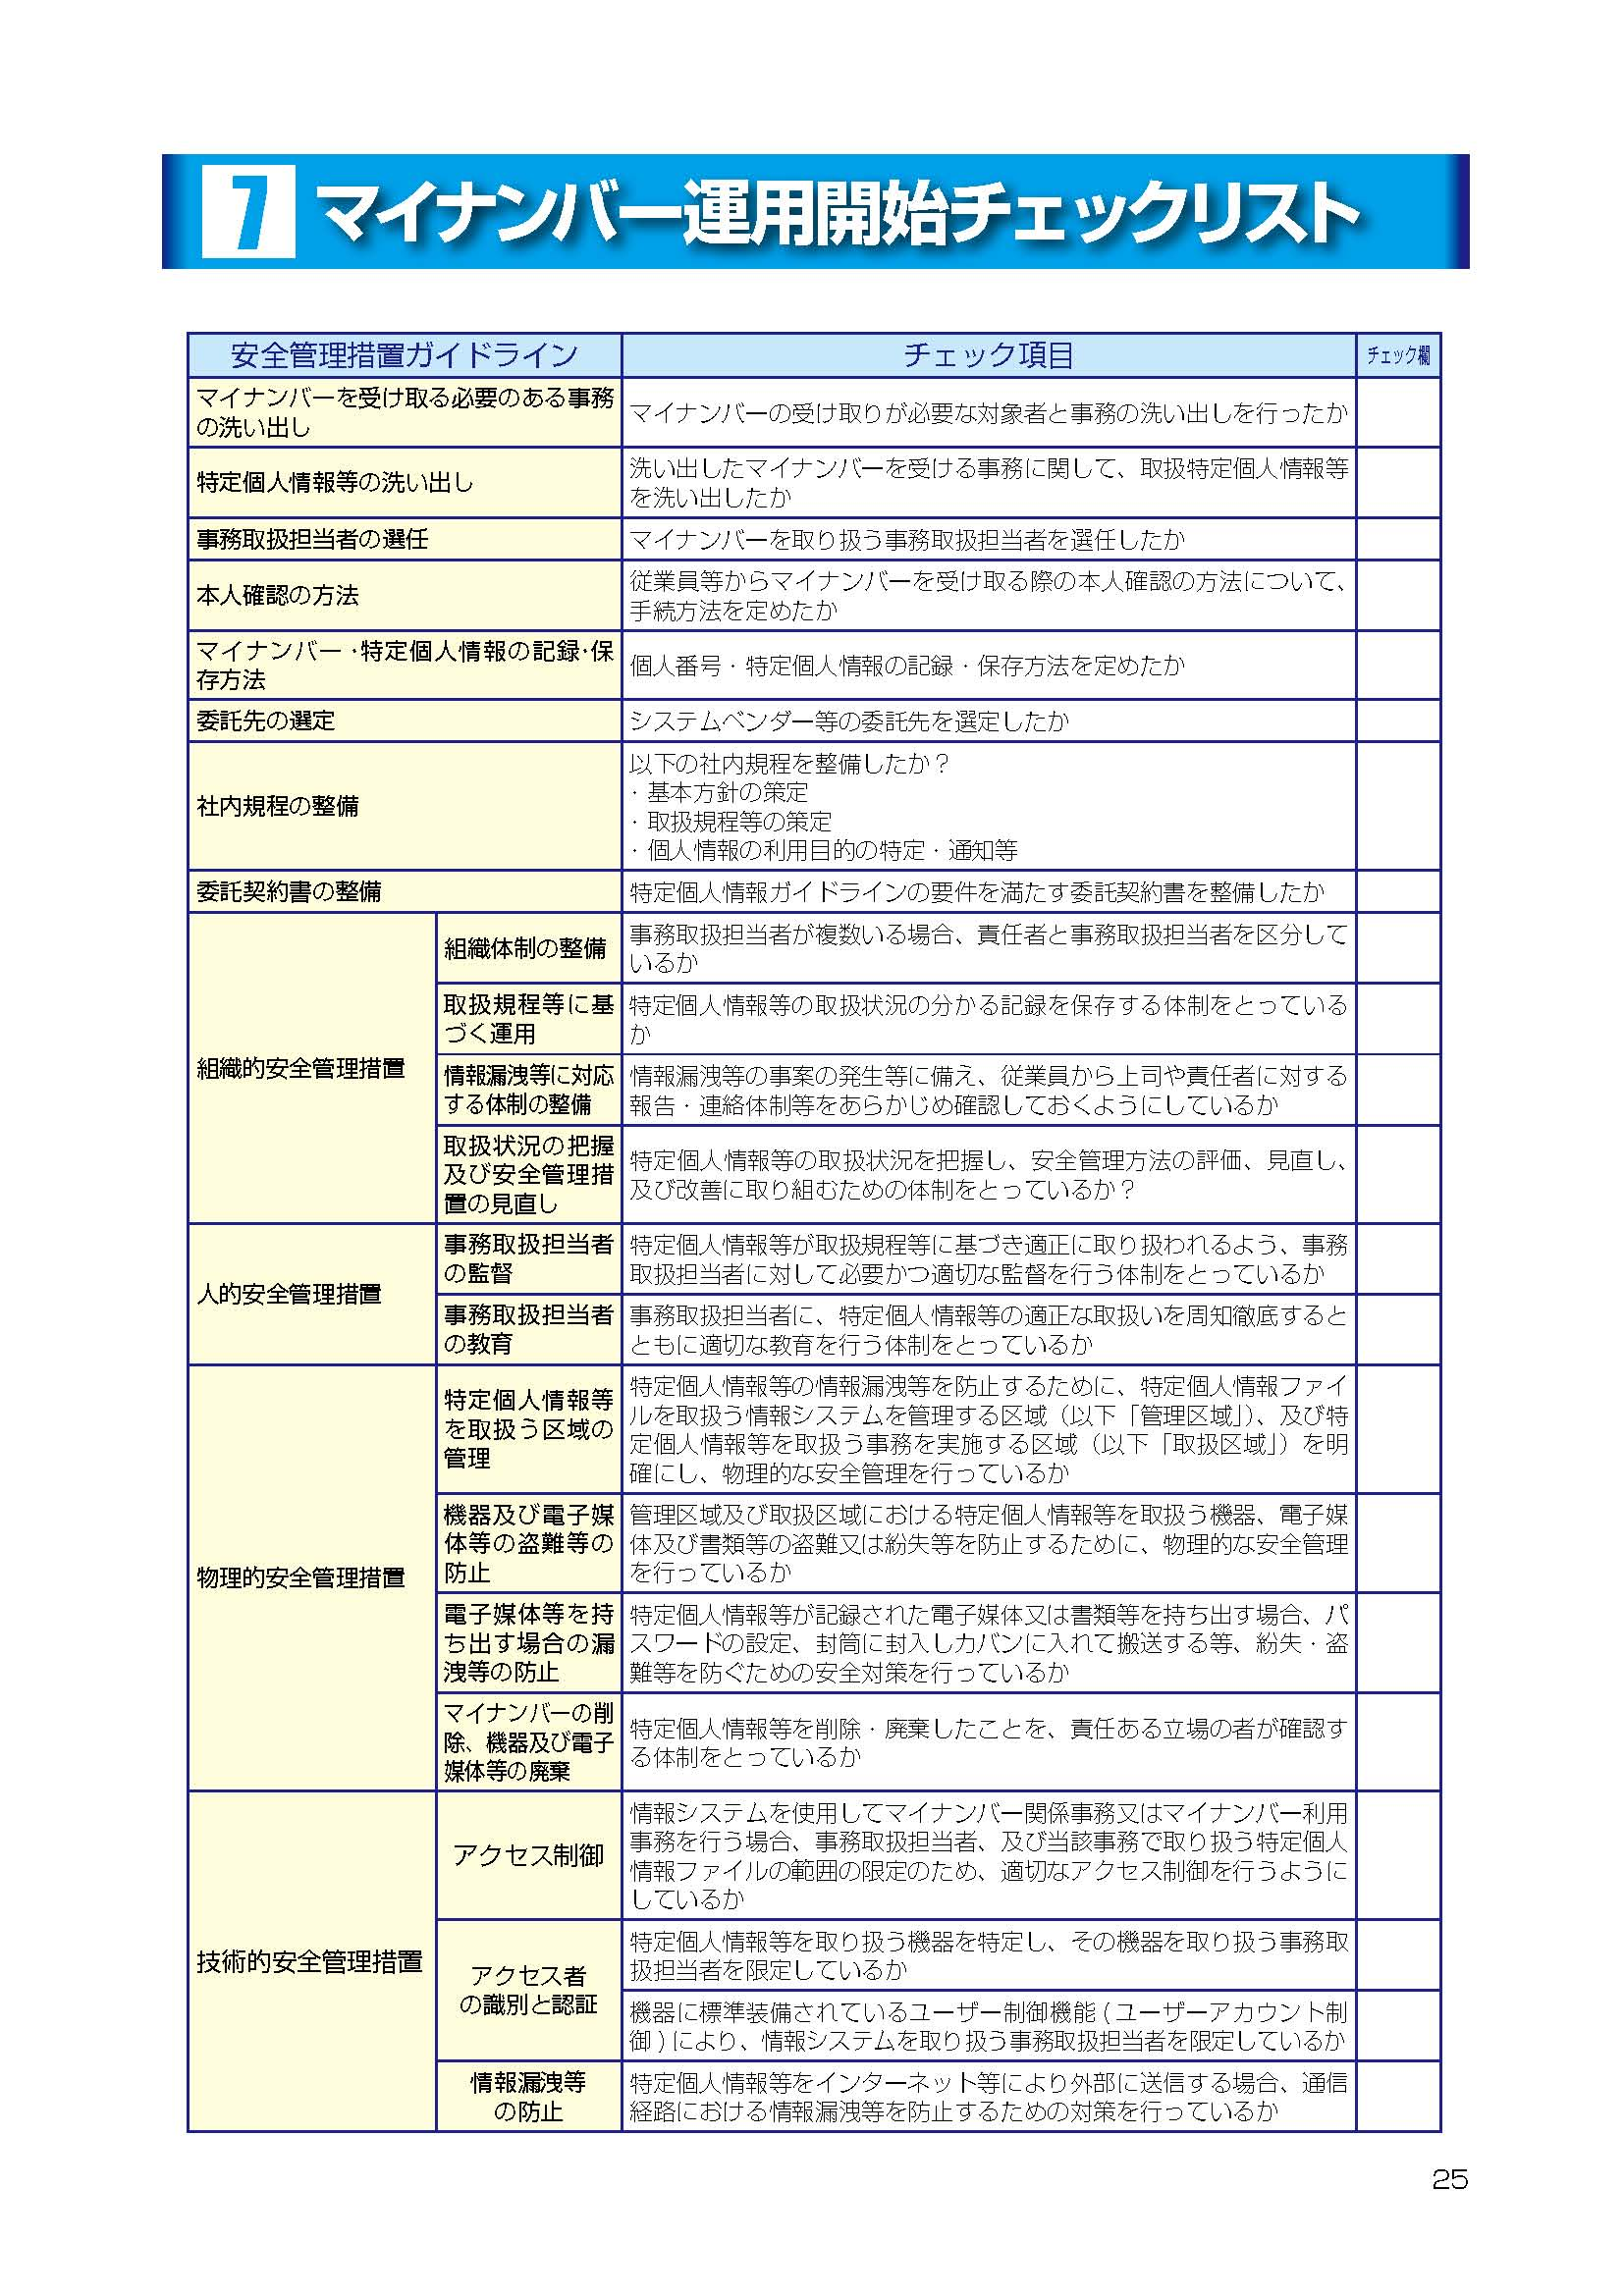 7 マイナンバー運用開始チェックリスト
安全管理措置ガイドライン
チェック項目
チェック欄
マイナンバーを受け取る必要のある事務
の洗い出し
マイナンバーの受け取りが必要な対象者と事務の洗い出しを行ったか
特定個人情報等の洗い出し
洗い出したマイナンバーを受ける事務に関して、取扱特定個人情報等
を洗い出したか
事務取扱担当者の選任
マイナンバーを取り扱う事務取扱担当者を選任したか
本人確認の方法
従業員等からマイナンバーを受け取る際の本人確認の方法について、
手続方法を定めたか
マイナンバー・特定個人情報の記録・保
存方法
個人番号・特定個人情報の記録・保存方法を定めたか
委託先の選定
システムベンダー等の委託先を選定したか
社内規程の整備
以下の社内規程を整備したか？
・基本方針の策定
・取扱規程等の策定
・個人情報の利用目的の特定・通知等
委託契約書の整備
特定個人情報ガイドラインの要件を満たす委託契約書を整備したか
組織的安全管理措置
組織体制の整備
事務取扱担当者が複数いる場合、責任者と事務取扱担当者を区分して
いるか
取扱規程等に基
づく運用
特定個人情報等の取扱状況の分かる記録を保存する体制をとっている
か
情報漏洩等に対応
する体制の整備
情報漏洩等の事案の発生等に備え、従業員から上司や責任者に対する
報告・連絡体制等をあらかじめ確認しておくようにしているか
取扱状況の把握
及び安全管理措
置の見直し
特定個人情報等の取扱状況を把握し、安全管理方法の評価、見直し、
及び改善に取り組むための体制をとっているか？
人的安全管理措置
事務取扱担当者
の監督
特定個人情報等が取扱規程等に基づき適正に取り扱われるよう、事務
取扱担当者に対して必要かつ適切な監督を行う体制をとっているか
事務取扱担当者
の教育
事務取扱担当者に、特定個人情報等の適正な取扱いを周知徹底すると
ともに適切な教育を行う体制をとっているか
物理的安全管理措置
特定個人情報等
を取扱う区域の
管理
特定個人情報等の情報漏洩等を防止するために、特定個人情報ファイ
ルを取扱う情報システムを管理する区域（以下「管理区域」）、及び特
定個人情報等を取扱う事務を実施する区域（以下「取扱区域」）を明
確にし、物理的な安全管理を行っているか
機器及び電子媒
体等の盗難等の
防止
管理区域及び取扱区域における特定個人情報等を取扱う機器、電子媒
体及び書類等の盗難又は紛失等を防止するために、物理的な安全管理
を行っているか
電子媒体等を持
ち出す場合の漏
洩等の防止
特定個人情報等が記録された電子媒体又は書類等を持ち出す場合、パ
スワードの設定、封筒に封入しカバンに入れて搬送する等、紛失・盗
難等を防ぐための安全対策を行っているか
マイナンバーの削
除、機器及び電子
媒体等の廃棄
特定個人情報等を削除・廃棄したことを、責任ある立場の者が確認す
る体制をとっているか
技術的安全管理措置
アクセス制御
情報システムを使用してマイナンバー関係事務又はマイナンバー利用
事務を行う場合、事務取扱担当者、及び当該事務で取り扱う特定個人
情報ファイルの範囲の限定のため、適切なアクセス制御を行うように
しているか
アクセス者
の識別と認証
特定個人情報等を取り扱う機器を特定し、その機器を取り扱う事務取
扱担当者を限定しているか
機器に標準装備されているユーザー制御機能(ユーザーアカウント制
御)により、情報システムを取り扱う事務取扱担当者を限定しているか
情報漏洩等
の防止
特定個人情報等をインターネット等により外部に送信する場合、通信
経路における情報漏洩等を防止するための対策を行っているか
25